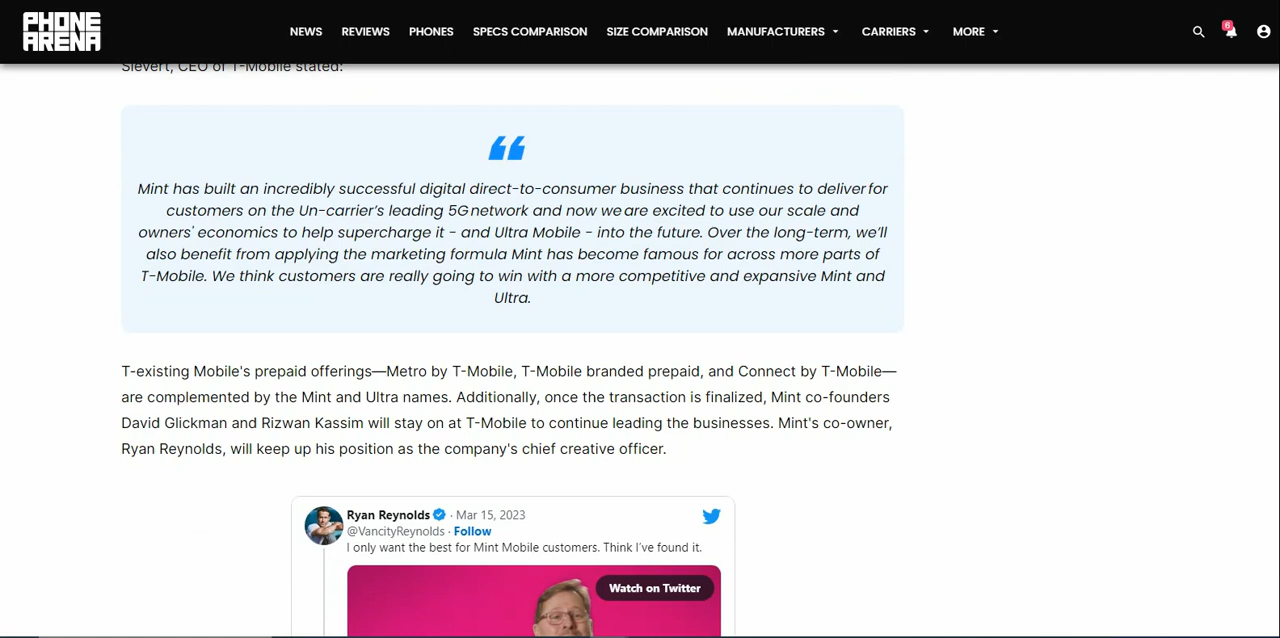 PHONE
ARENA
NEWS REVIEWS PHONES SPECS COMPARISON SIZE COMPARISON MANUFACTURERS CARRIERS MORE 6
Sievert, CEO of T-Mobile stated:
Mint has built an incredibly successful digital direct-to-consumer business that continues to deliver for
customers on the Un-carrier’s leading 5G network and now we are excited to use our scale and
owners' economics to help supercharge it - and Ultra Mobile - into the future. Over the long-term, we’ll
also benefit from applying the marketing formula Mint has become famous for across more parts of
T-Mobile. We think customers are really going to win with a more competitive and expansive Mint and
Ultra.
T-existing Mobile's prepaid offerings—Metro by T-Mobile, T-Mobile branded prepaid, and Connect by T-Mobile—
are complemented by the Mint and Ultra names. Additionally, once the transaction is finalized, Mint co-founders
David Glickman and Rizwan Kassim will stay on at T-Mobile to continue leading the businesses. Mint's co-owner,
Ryan Reynolds, will keep up his position as the company's chief creative officer.
Ryan Reynolds · Mar 15, 2023
@VancityReynolds · Follow
I only want the best for Mint Mobile customers. Think I’ve found it.
Watch on Twitter